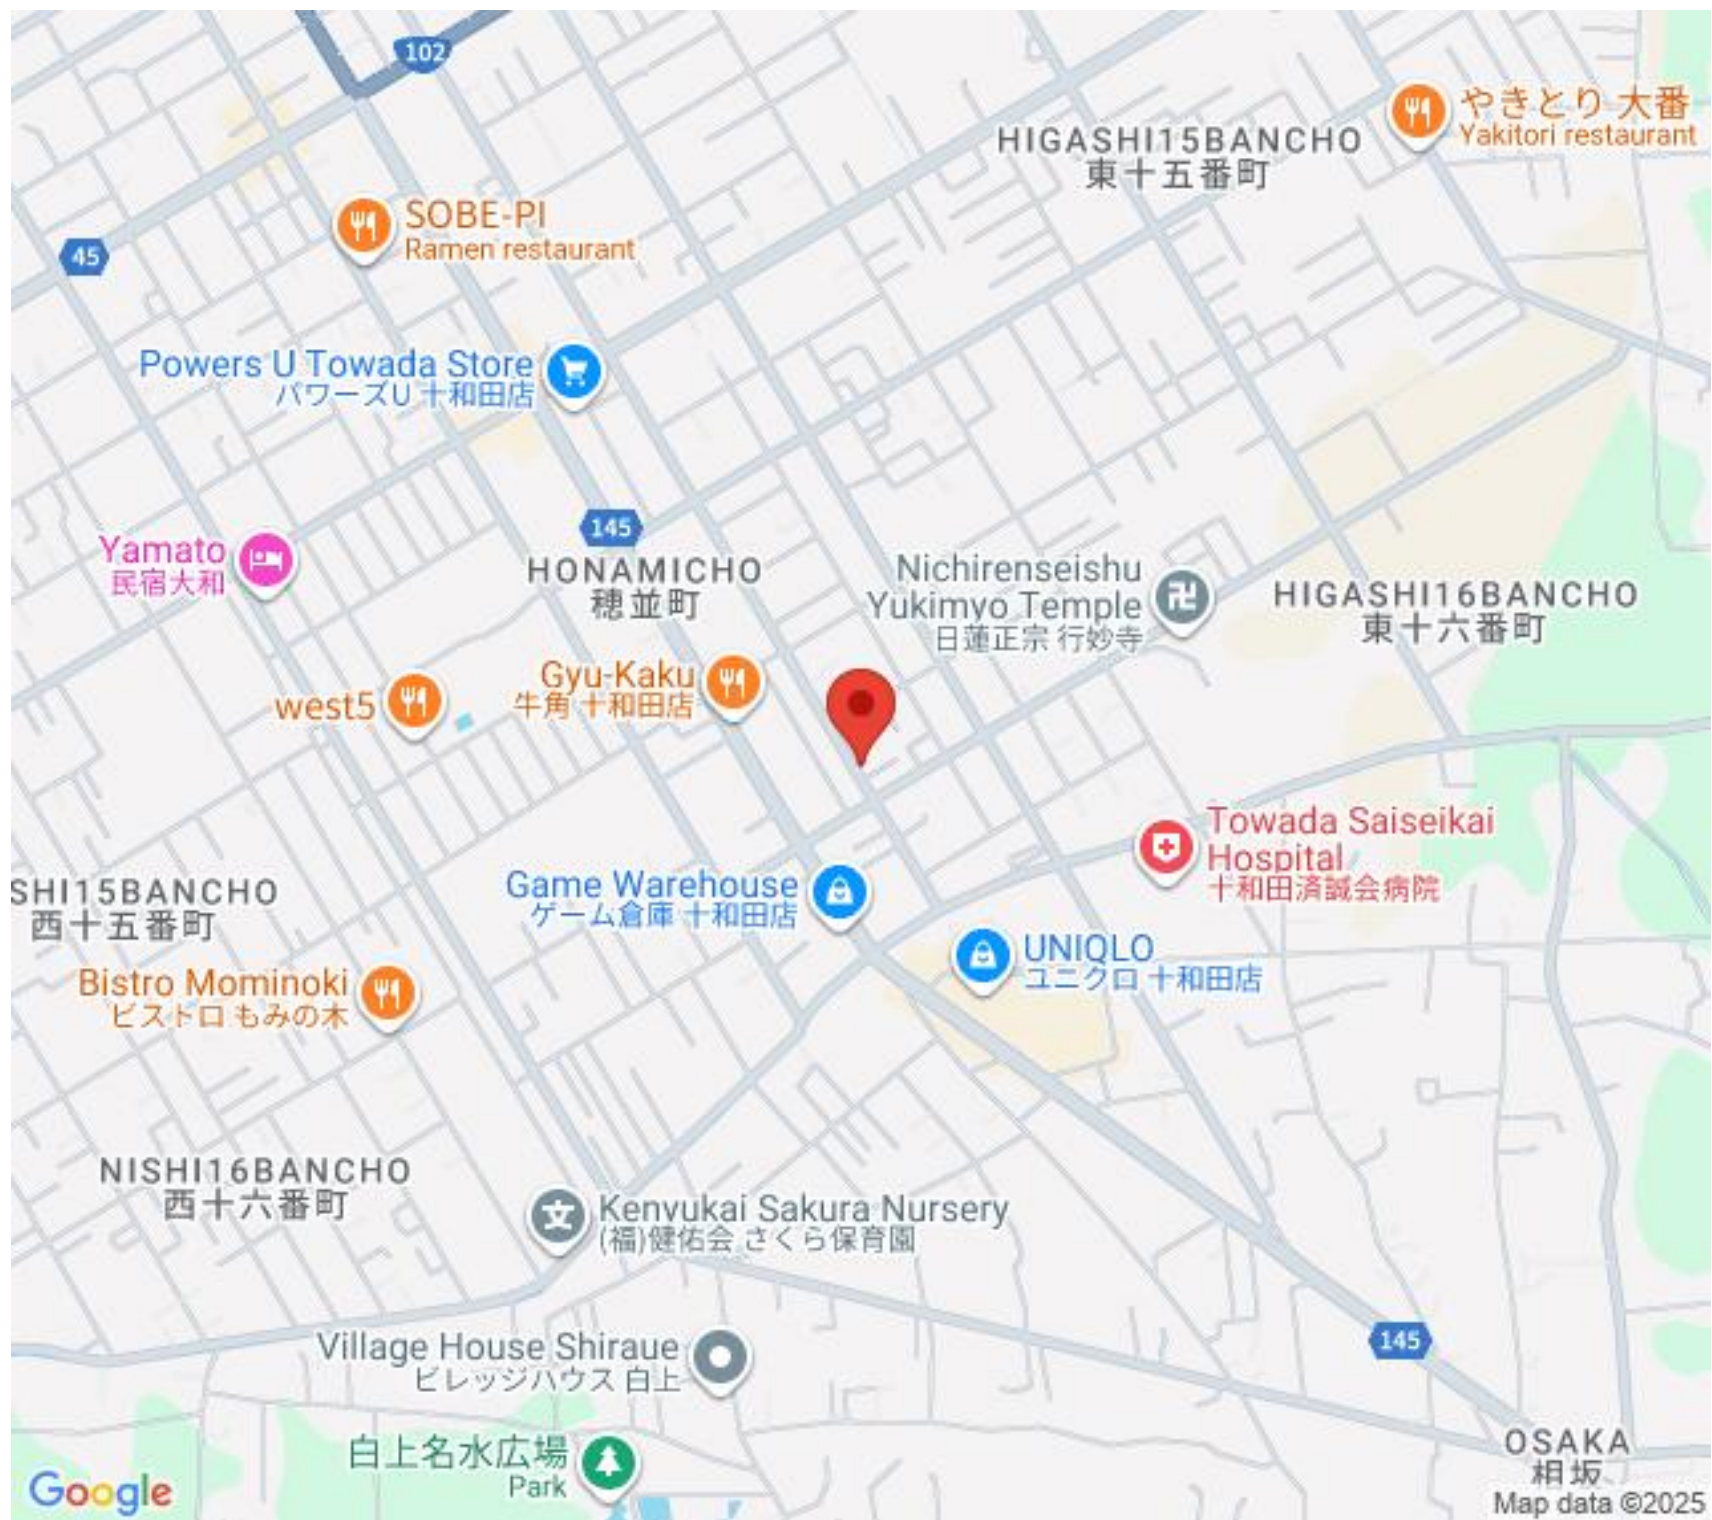 102
やきとり 大番
Yakitori restaurant
HIGASHI15BANCHO
東十五番町
SOBE-PI
Ramen restaurant
45
Powers U Towada Store
パワーズU 十和田店
145
Yamato
民宿大和
HONAMICHO
穂並町
Nichirenseishu
Yukimyo Temple
日蓮正宗 行妙寺
HIGASHI16BANCHO
東十六番町
Gyu-Kaku
牛角 十和田店
west5
Towada Saiseikai
Hospital
十和田済誠会病院
Game Warehouse
ゲーム倉庫 十和田店
SHI15BANCHO
西十五番町
UNIQLO
ユニクロ 十和田店
Bistro Mominoki
ビストロ もみの木
NISHI16BANCHO
西十六番町
文
Kenyukai Sakura Nursery
(福)健佑会 さくら保育園
Village House Shiraue
ビレッジハウス 白上
145
白上名水広場
Park
OSAKA
相坂
Google
Map data ©2025